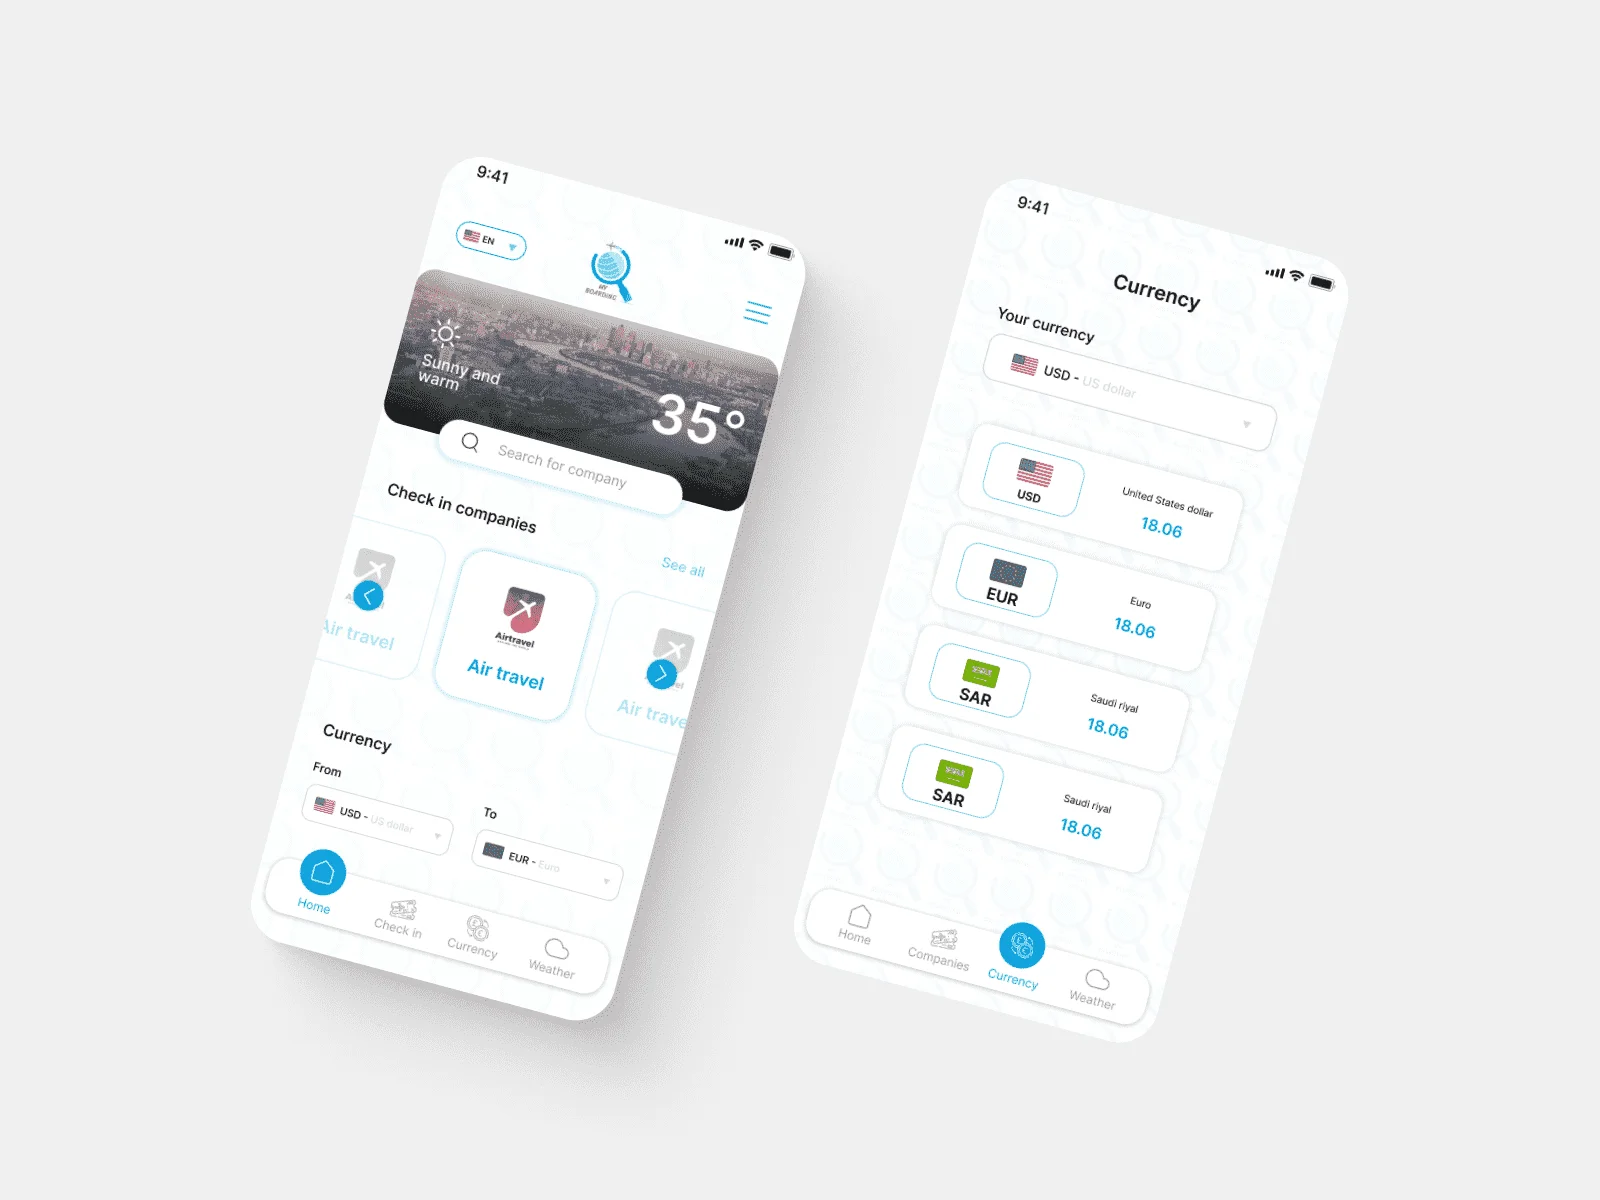 9:41
EN
MY
BOARDING
Sunny and
warm
35°
Search for company
Check in companies
See all
Air travel
Airtravel
Air travel
Air trave
Currency
From
USD - US dollar
To
EUR - Euro
Home
Check in
Currency
Weather
9:41
Currency
Your currency
USD - US dollar
USD
United States dollar
18.06
EUR
Euro
18.06
SAR
Saudi riyal
18.06
SAR
Saudi riyal
18.06
Home
Companies
Currency
Weather